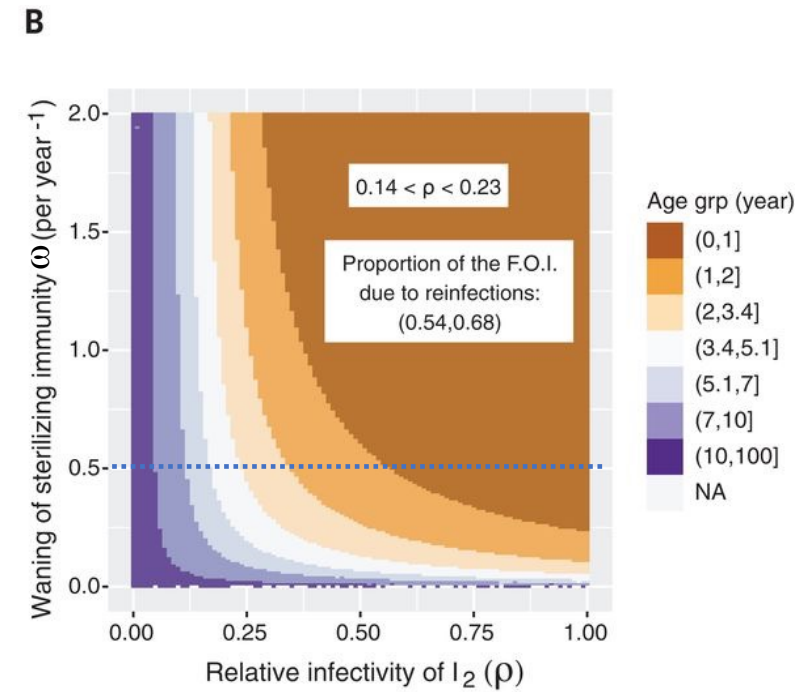 B
0.14 < ρ < 0.23
Proportion of the F.O.I.
due to reinfections:
(0.54,0.68)
Waning of sterilizing immunity ω (per year -1)
2.0
1.5
1.0
0.5
0.0
0.00 0.25 0.50 0.75 1.00
Relative infectivity of I 2 (ρ)
Age grp (year)
(0,1]
(1,2]
(2,3.4]
(3.4,5.1]
(5.1,7]
(7,10]
(10,100]
NA